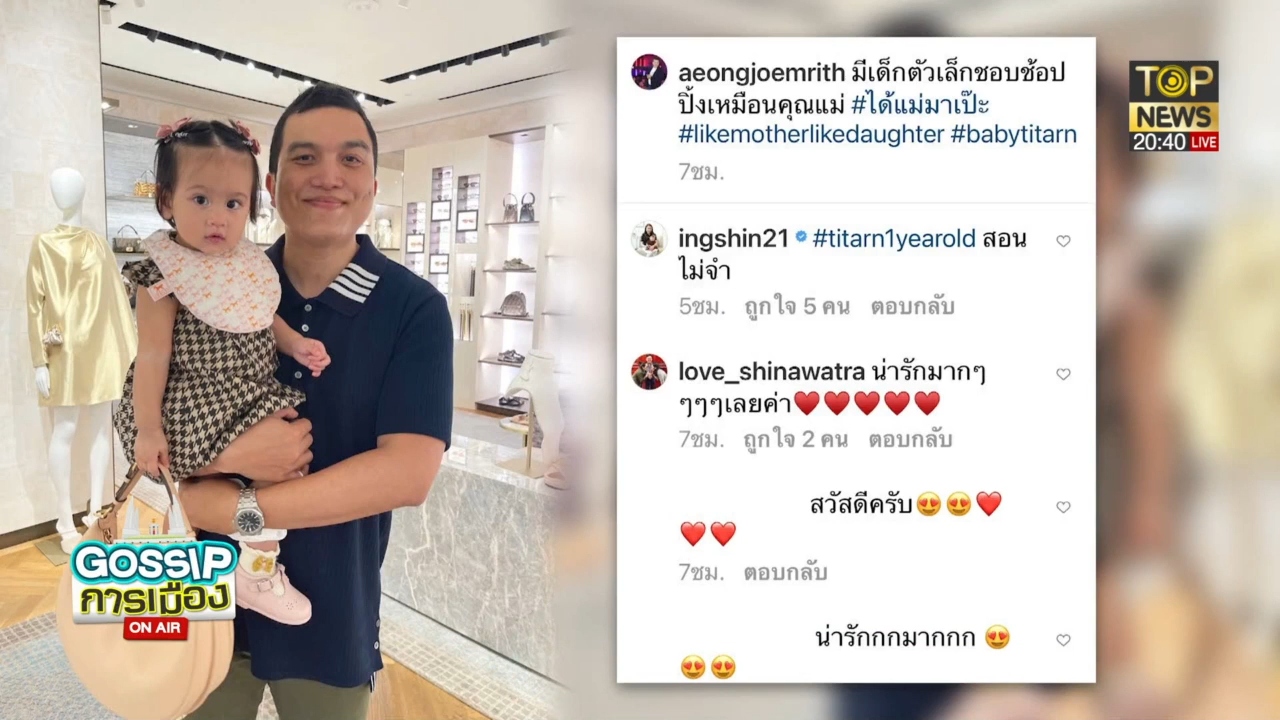 aeongjoemrith มีเด็กตัวเล็กชอบช้อป
ปิ้งเหมือนคุณแม่ #ได้แม่มาเป๊ะ
#likemotherlikedaughter #babytitarn
7ชม.
ingshin21 #titarn1yearold สอน
ไม่จำ
5ชม. ถูกใจ 5 คน ตอบกลับ
love_shinawatra น่ารักมากๆ
ๆๆๆเลยค่า❤️❤️❤️❤️❤️
7ชม. ถูกใจ 2 คน ตอบกลับ
สวัสดีครับ😍😍❤️
❤️❤️
7ชม. ตอบกลับ
น่ารักกกมากกก 😍
😍😍
TOP
NEWS
20:40 LIVE
GOSSIP
การเมือง
ON AIR